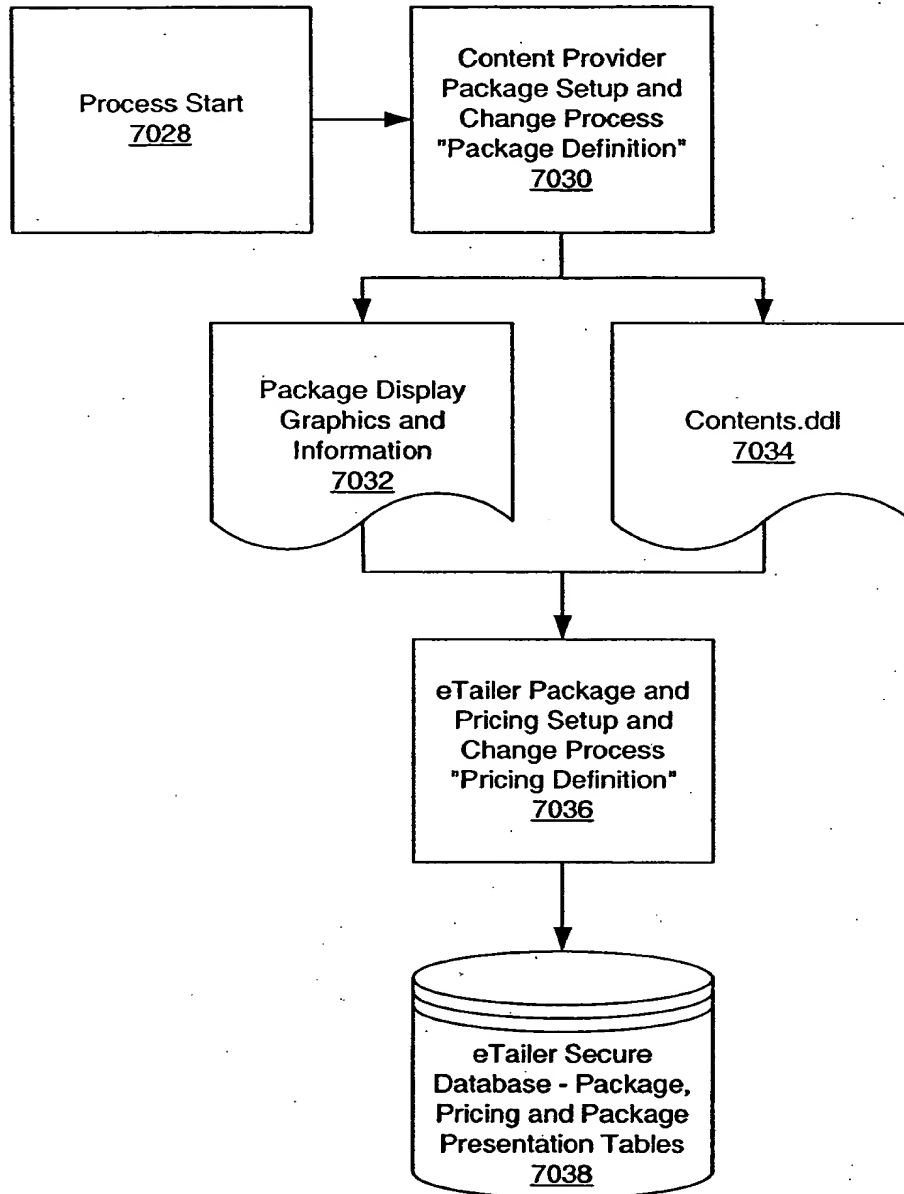 Process Start
7028
Content Provider
Package Setup and
Change Process
"Package Definition"
7030
Package Display
Graphics and
Information
7032
Contents.ddl
7034
eTailer Package and
Pricing Setup and
Change Process
"Pricing Definition"
7036
eTailer Secure
Database - Package,
Pricing and Package
Presentation Tables
7038